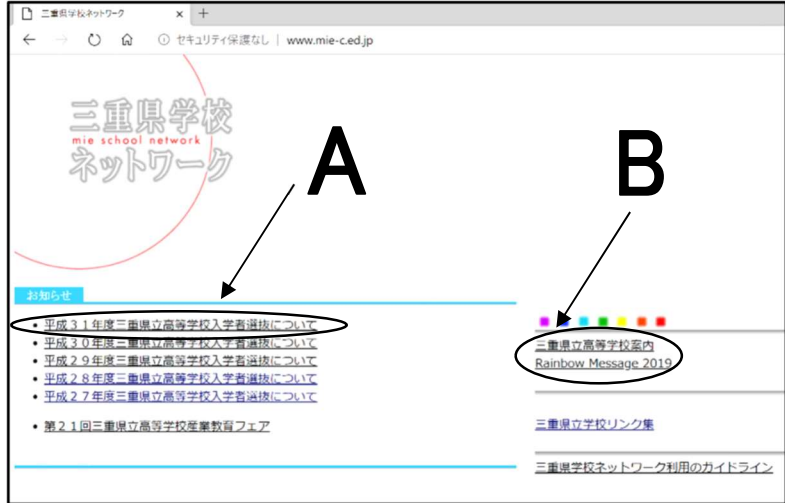 三重県学校ネットワーク
セキュリティ保護なし | www.mie-c.ed.jp
三重県学校
mie school network
ネットワーク
A
B
お知らせ
• 平成３１年度三重県立高等学校入学者選抜について
• 平成３０年度三重県立高等学校入学者選抜について
• 平成２９年度三重県立高等学校入学者選抜について
• 平成２８年度三重県立高等学校入学者選抜について
• 平成２７年度三重県立高等学校入学者選抜について
• 第２１回三重県立高等学校産業教育フェア
三重県立高等学校案内
Rainbow Message 2019
三重県立学校リンク集
三重県学校ネットワーク利用のガイドライン